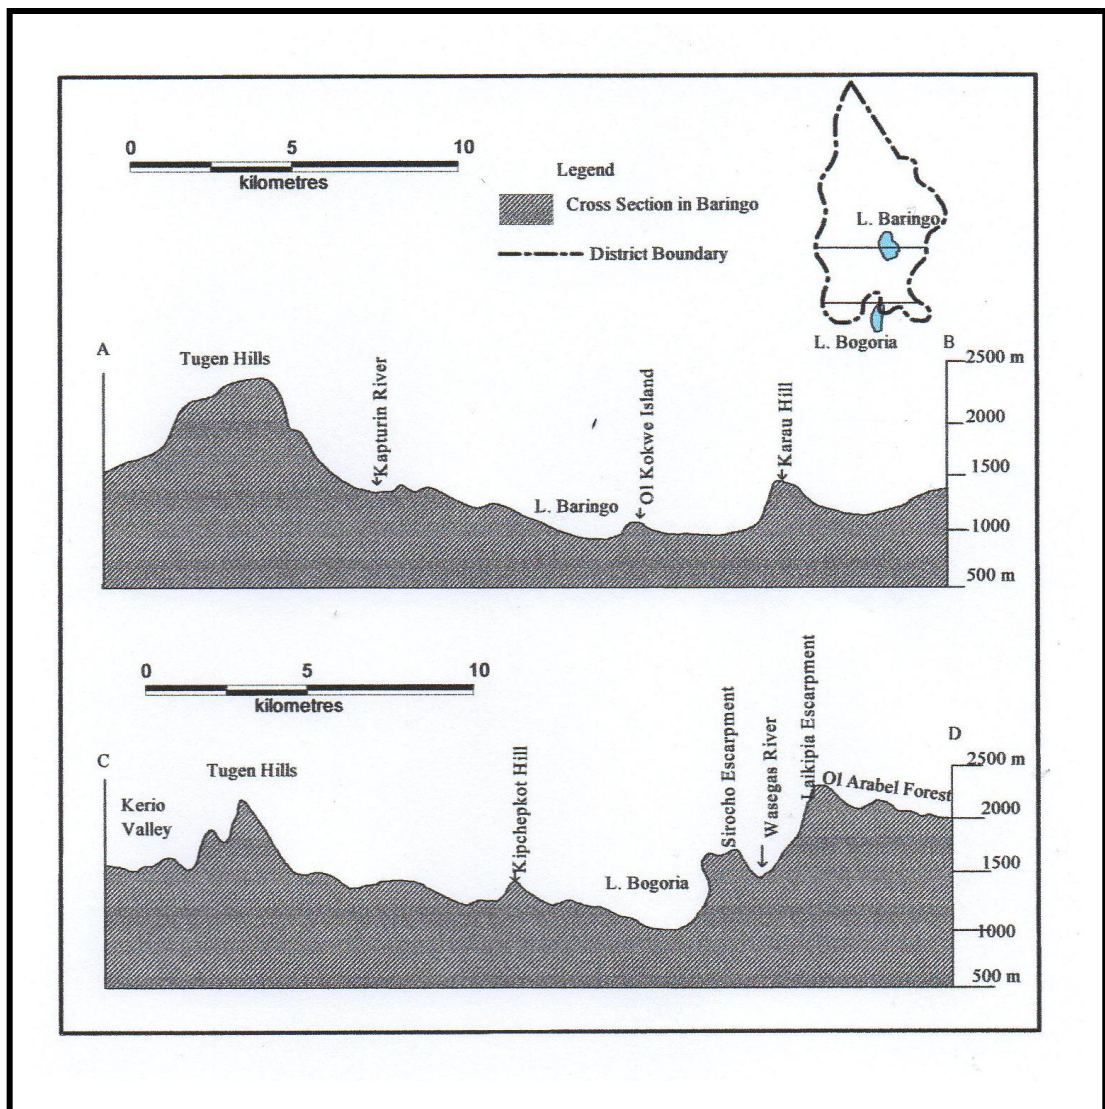 0 5 10
kilometres
Legend
Cross Section in Baringo
District Boundary
L. Baringo
L. Bogoria
A
B
Tugen Hills
Kapturin River
L. Baringo
Ol Kokwe Island
Karau Hill
2500 m
2000
1500
1000
500 m
0 5 10
kilometres
C
D
Kerio
Valley
Tugen Hills
Kipchepkot Hill
L. Bogoria
Sirocho Escarpment
Wasegas River
Laikipia Escarpment
Ol Arabel Forest
2500 m
2000
1500
1000
500 m